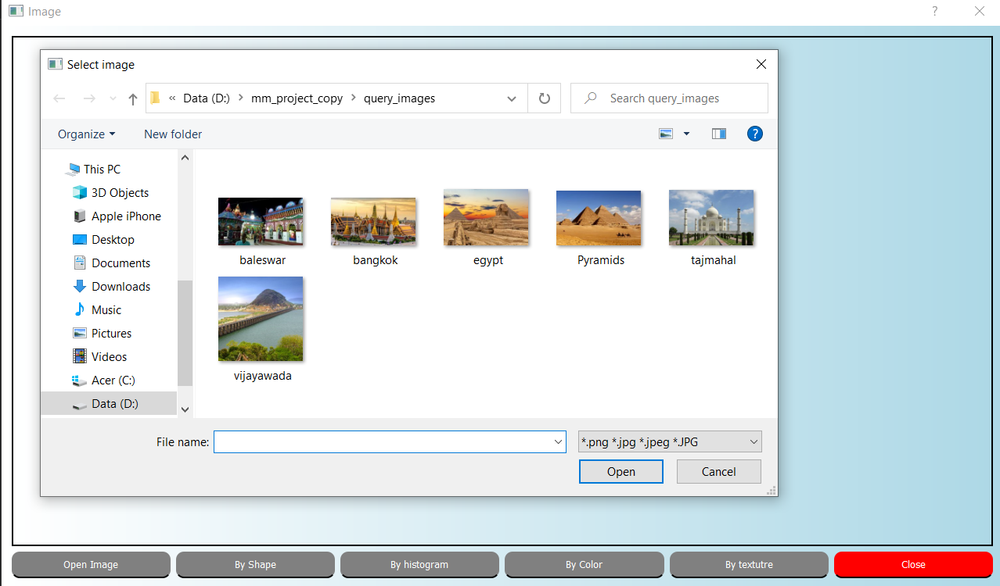 Image
?
Select image
« Data (D:) > mm_project_copy > query_images
Search query_images
Organize
New folder
?
This PC
3D Objects
Apple iPhone
Desktop
Documents
Downloads
Music
Pictures
Videos
Acer (C:)
Data (D:)
baleswar
bangkok
egypt
Pyramids
tajmahal
vijayawada
File name:
*.png *.jpg *.jpeg *.JPG
Open
Cancel
Open Image
By Shape
By histogram
By Color
By textutre
Close